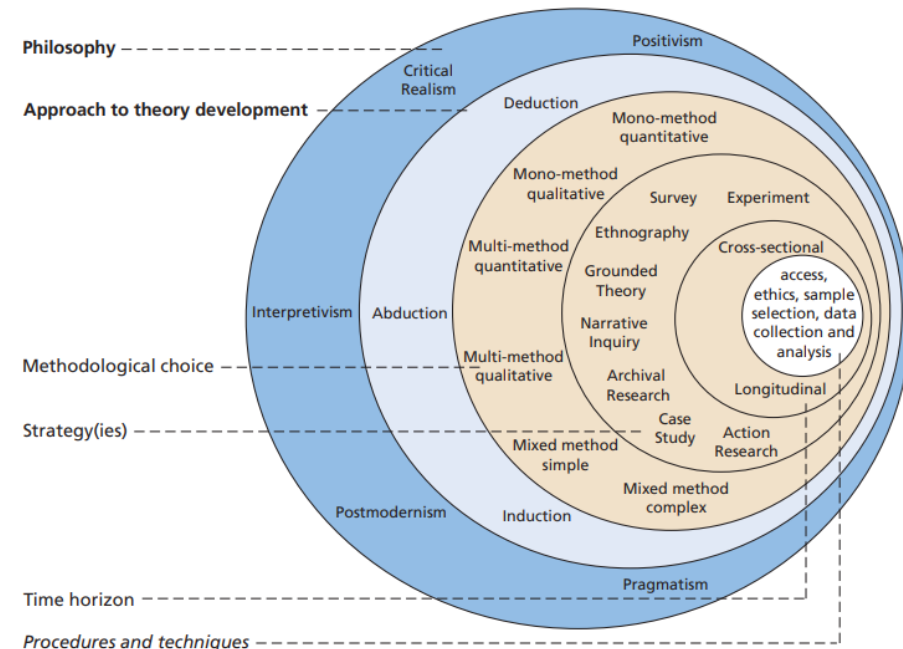 Philosophy
Approach to theory development
Methodological choice
Strategy(ies)
Time horizon
Procedures and techniques
Positivism
Critical
Realism
Interpretivism
Postmodernism
Pragmatism
Deduction
Abduction
Induction
Mono-method
quantitative
Mono-method
qualitative
Multi-method
quantitative
Multi-method
qualitative
Mixed method
simple
Mixed method
complex
Survey
Experiment
Ethnography
Grounded
Theory
Narrative
Inquiry
Archival
Research
Case
Study
Action
Research
Cross-sectional
Longitudinal
access,
ethics, sample
selection, data
collection and
analysis